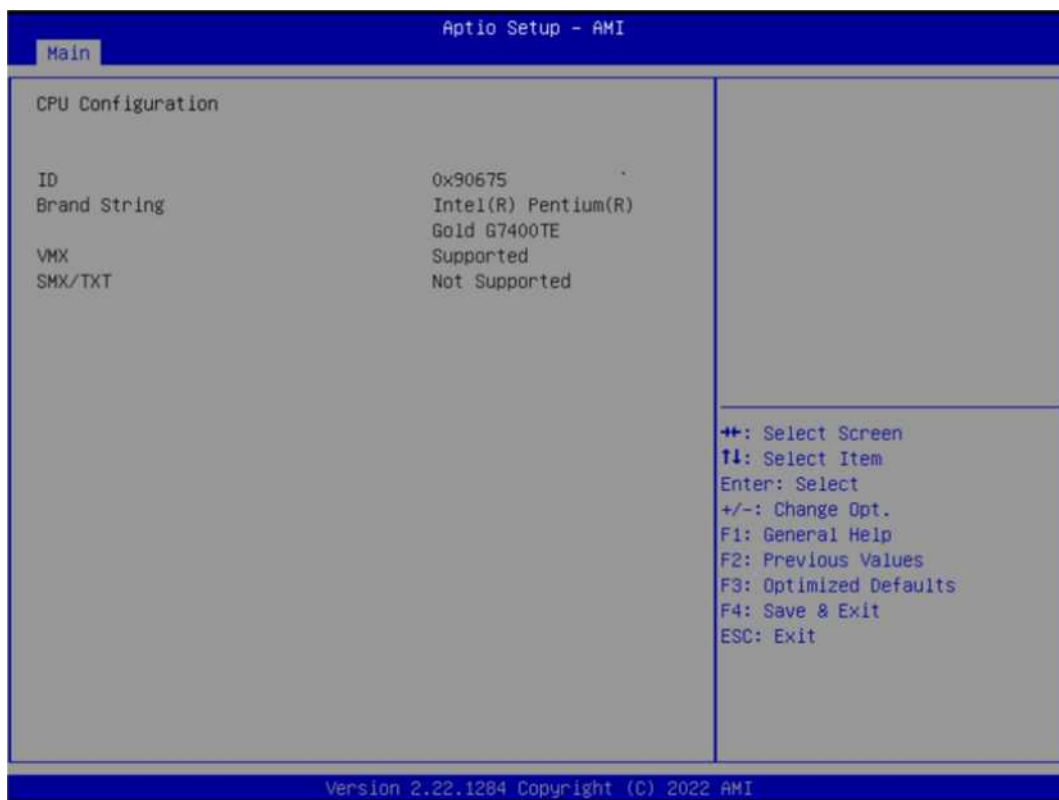 Aptio Setup - AMI
Main
CPU Configuration
ID 0x90675
Brand String Intel(R) Pentium(R)
Gold G7400TE
VMX Supported
SMX/TXT Not Supported
→←: Select Screen
↑↓: Select Item
Enter: Select
+/-: Change Opt.
F1: General Help
F2: Previous Values
F3: Optimized Defaults
F4: Save & Exit
ESC: Exit
Version 2.22.1284 Copyright (C) 2022 AMI